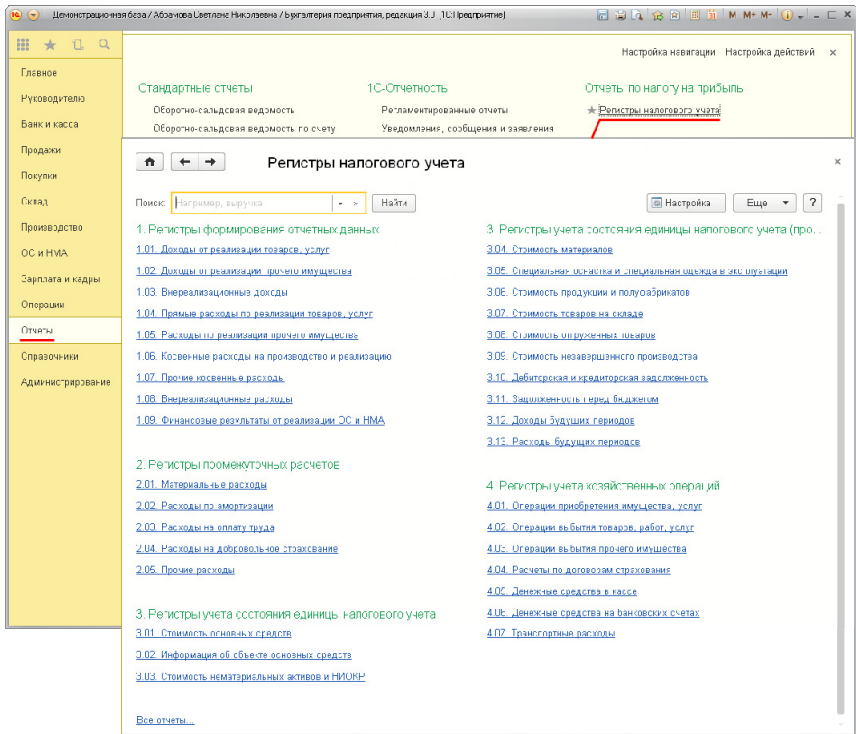 Демонстрационная база / Абрамова Светлана Николаевна / Бухгалтерия предприятия, редакция 3.0 [1С:Предприятие]
M M+ M-
Настройка навигации Настройка действий
Главное
Руководителю
Банк и касса
Продажи
Покупки
Склад
Производство
ОС и НМА
Зарплата и кадры
Операции
Отчеты
Справочники
Администрирование
Стандартные отчеты
Оборотно-сальдовая ведомость
Оборотно-сальдовая ведомость по счету
1С-Отчетность
Регламентированные отчеты
Уведомления, сообщения и заявления
Отчеты по налогу на прибыль
Регистры налогового учета
Регистры налогового учета
Поиск: Например, выручка Найти Настройка Еще ?
1. Регистры формирования отчетных данных
1.01. Доходы от реализации товаров, услуг
1.02. Доходы от реализации прочего имущества
1.03. Внереализационные доходы
1.04. Прямые расходы по реализации товаров, услуг
1.05. Расходы по реализации прочего имущества
1.06. Косвенные расходы на производство и реализацию
1.07. Прочие косвенные расходы
1.08. Внереализационные расходы
1.09. Финансовые результаты от реализации ОС и НМА
2. Регистры промежуточных расчетов
2.01. Материальные расходы
2.02. Расходы по амортизации
2.03. Расходы на оплату труда
2.04. Расходы на добровольное страхование
2.05. Прочие расходы
3. Регистры учета состояния единицы налогового учета
3.01. Стоимость основных средств
3.02. Информация об объекте основных средств
3.03. Стоимость нематериальных активов и НИОКР
Все отчеты...
3. Регистры учета состояния единицы налогового учета (про...
3.04. Стоимость материалов
3.05. Специальная оснастка и специальная одежда в эксплуатации
3.06. Стоимость продукции и полуфабрикатов
3.07. Стоимость товаров на складе
3.08. Стоимость отгруженных товаров
3.09. Стоимость незавершенного производства
3.10. Дебиторская и кредиторская задолженность
3.11. Задолженность перед бюджетом
3.12. Доходы будущих периодов
3.13. Расходы будущих периодов
4. Регистры учета хозяйственных операций
4.01. Операции приобретения имущества, услуг
4.02. Операции выбытия товаров, работ, услуг
4.03. Операции выбытия прочего имущества
4.04. Расчеты по договорам страхования
4.05. Денежные средства в кассе
4.06. Денежные средства на банковских счетах
4.07. Транспортные расходы